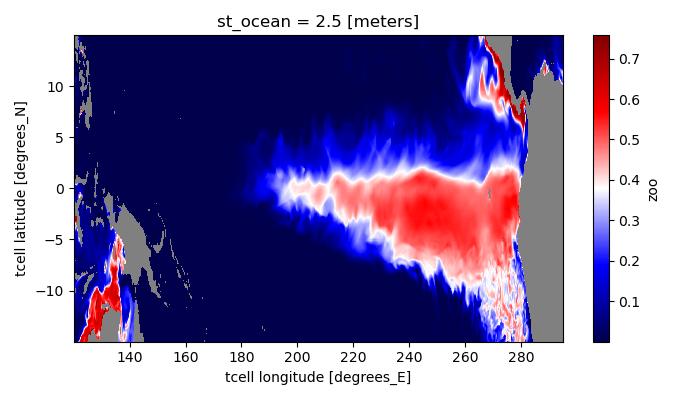 st_ocean = 2.5 [meters]
10
5
0
−5
−10
tcell latitude [degrees_N]
140 160 180 200 220 240 260 280
tcell longitude [degrees_E]
0.7
0.6
0.5
0.4
0.3
0.2
0.1
zoo